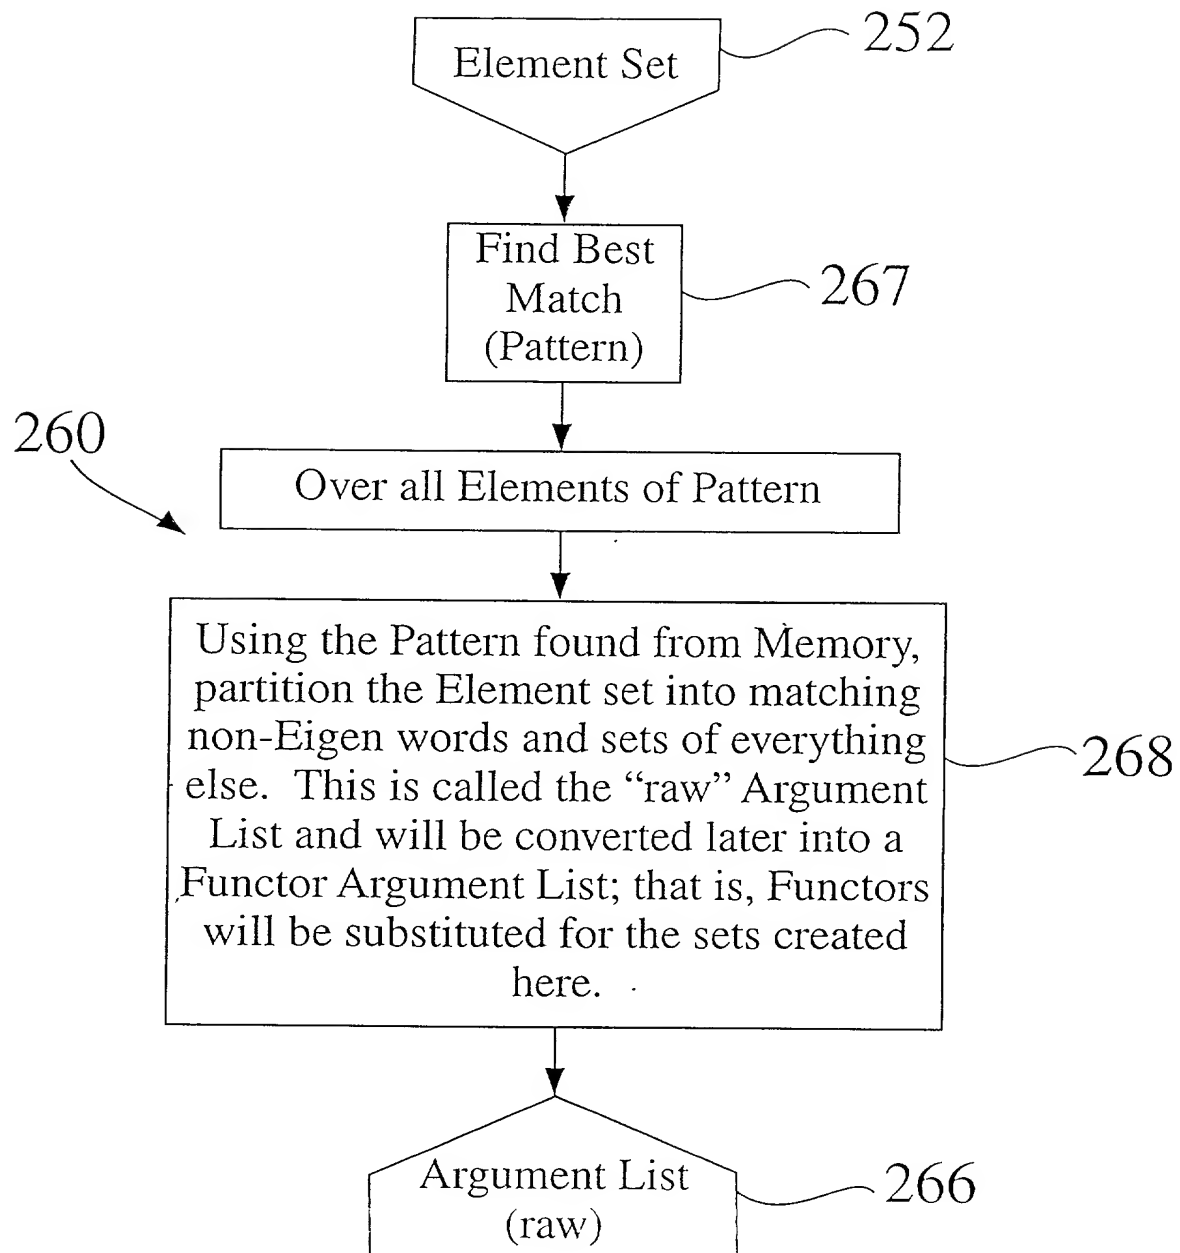 Element Set
252
Find Best
Match
(Pattern)
267
260
Over all Elements of Pattern
Using the Pattern found from Memory,
partition the Element set into matching
non-Eigen words and sets of everything
else. This is called the “raw” Argument
List and will be converted later into a
Functor Argument List; that is, Functors
will be substituted for the sets created
here.
268
Argument List
(raw)
266